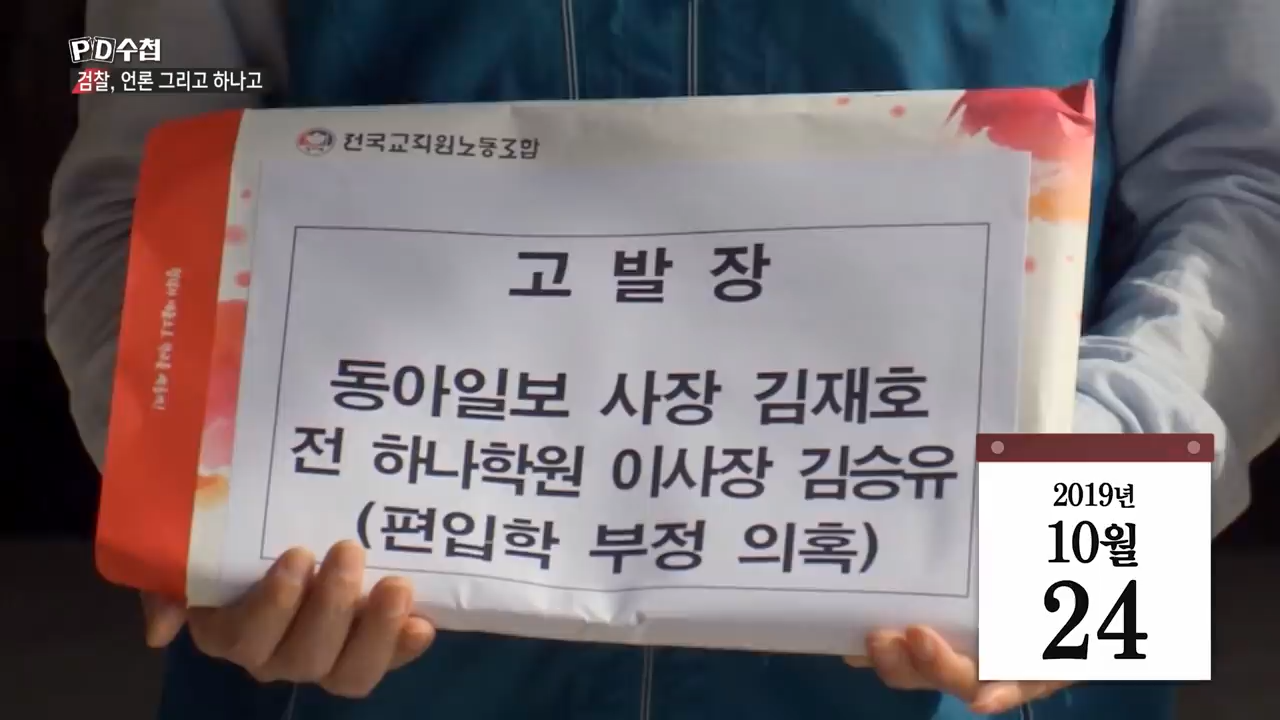 PD수첩
검찰, 언론 그리고 하나고
전국교직원노동조합
고 발 장
동아일보 사장 김재호
전 하나학원 이사장 김승유
(편입학 부정 의혹)
2019년
10월
24